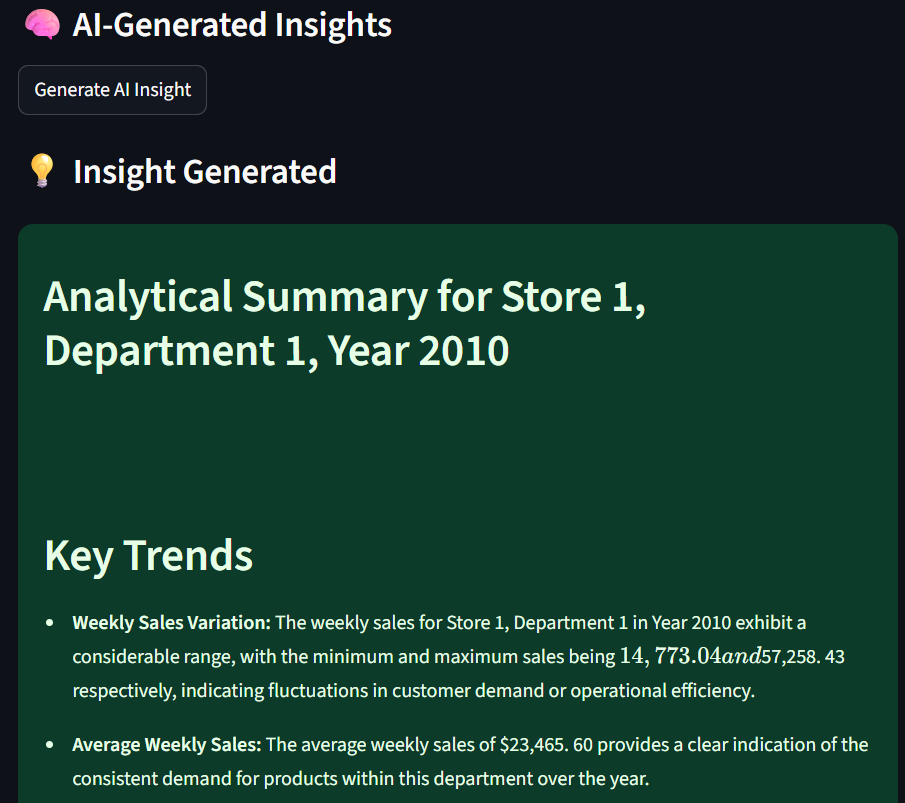 AI-Generated Insights
Generate AI Insight
Insight Generated
Analytical Summary for Store 1,
Department 1, Year 2010
Key Trends
• Weekly Sales Variation: The weekly sales for Store 1, Department 1 in Year 2010 exhibit a
considerable range, with the minimum and maximum sales being 14, 773.04and57,258. 43
respectively, indicating fluctuations in customer demand or operational efficiency.
• Average Weekly Sales: The average weekly sales of $23,465. 60 provides a clear indication of the
consistent demand for products within this department over the year.